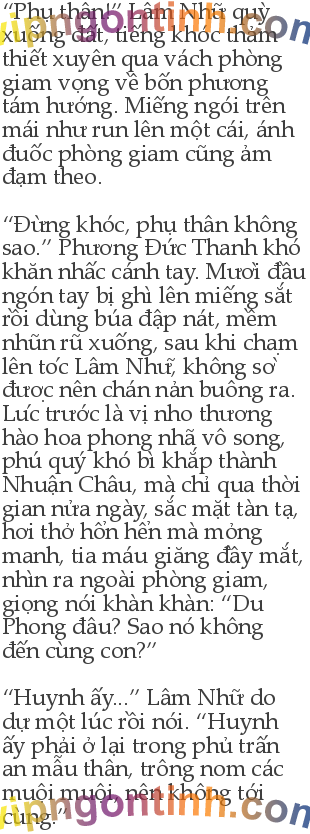 “Phụ thân!” Lâm Nhữ quỳ
xuống đất, tiếng khóc thảm
thiết xuyên qua vách phòng
giam vọng về bốn phương
tám hướng. Miếng ngói trên
mái như run lên một cái, ánh
đuốc phòng giam cũng ảm
đạm theo.
“Đừng khóc, phụ thân không
sao.” Phương Đức Thanh khó
khăn nhấc cánh tay. Mười đầu
ngón tay bị ghì lên miếng sắt
rồi dùng búa đập nát, mềm
nhũn rũ xuống, sau khi chạm
lên tóc Lâm Nhữ, không sờ
được nên chán nản buông ra.
Lúc trước là vị nho thương
hào hoa phong nhã vô song,
phú quý khó bì khắp thành
Nhuận Châu, mà chỉ qua thời
gian nửa ngày, sắc mặt tàn tạ,
hơi thở hổn hển mà mỏng
manh, tia máu giăng đầy mắt,
nhìn ra ngoài phòng giam,
giọng nói khàn khàn: “Du
Phong đâu? Sao nó không
đến cùng con?”
“Huynh ấy...” Lâm Nhữ do
dự một lúc rồi nói. “Huynh
ấy phải ở lại trong phủ trấn
an mẫu thân, trông nom các
muội muội, nên không tới
cùng.”
vipngontinh.com
vipngontinh.com